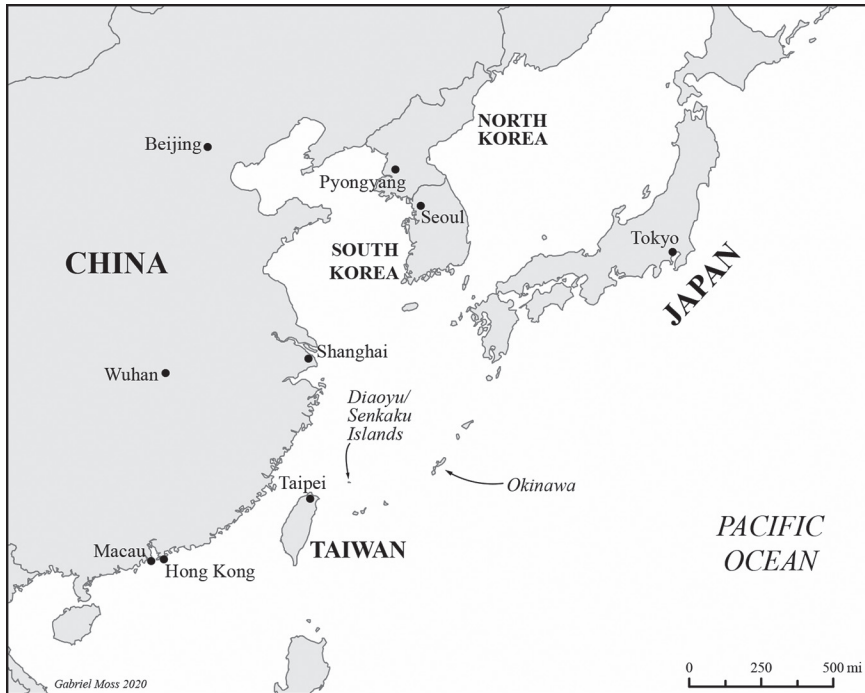 NORTH
KOREA
Beijing
Pyongyang
Seoul
SOUTH
KOREA
Tokyo
JAPAN
CHINA
Shanghai
Wuhan
Diaoyu/
Senkaku
Islands
Okinawa
Taipei
TAIWAN
PACIFIC
OCEAN
Macau
Hong Kong
Gabriel Moss 2020
0 250 500 mi